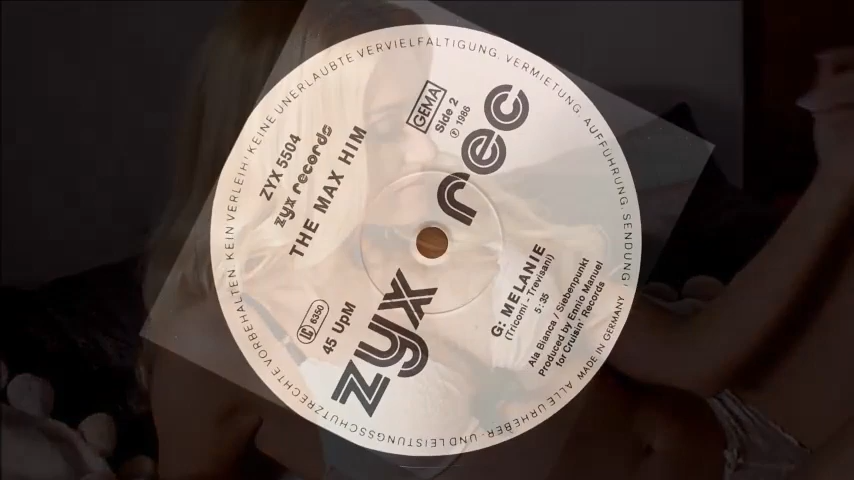 ZYX 5504
zyx records
THE MAX HIM
GEMA
Side 2
℗ 1986
zyx rec
LC 6350
45 UpM
G: MELANIE
(Tricomi - Trevisani)
5:35
Ala Bianca / Siebenpunkt
Produced by Ennio Manuel
for Cruisin' Records
MADE IN GERMANY
ALLE URHEBER- UND LEISTUNGSSCHUTZRECHTE VORBEHALTEN KEIN VERLEIH! KEINE UNERLAUBTE VERVIELFÄLTIGUNG, VERMIETUNG, AUFFÜHRUNG, SENDUNG!